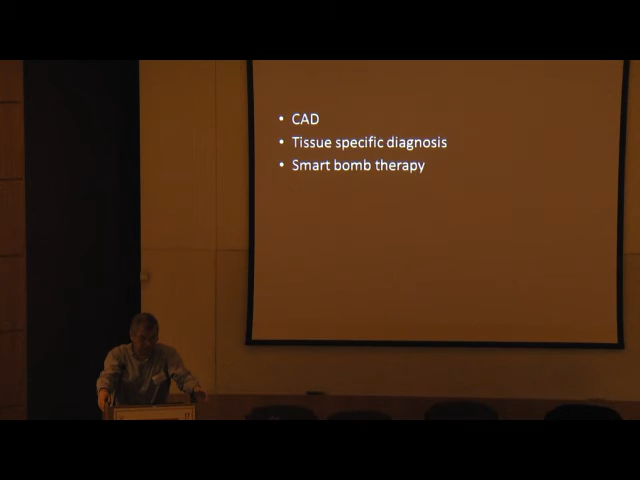 • CAD
• Tissue specific diagnosis
• Smart bomb therapy